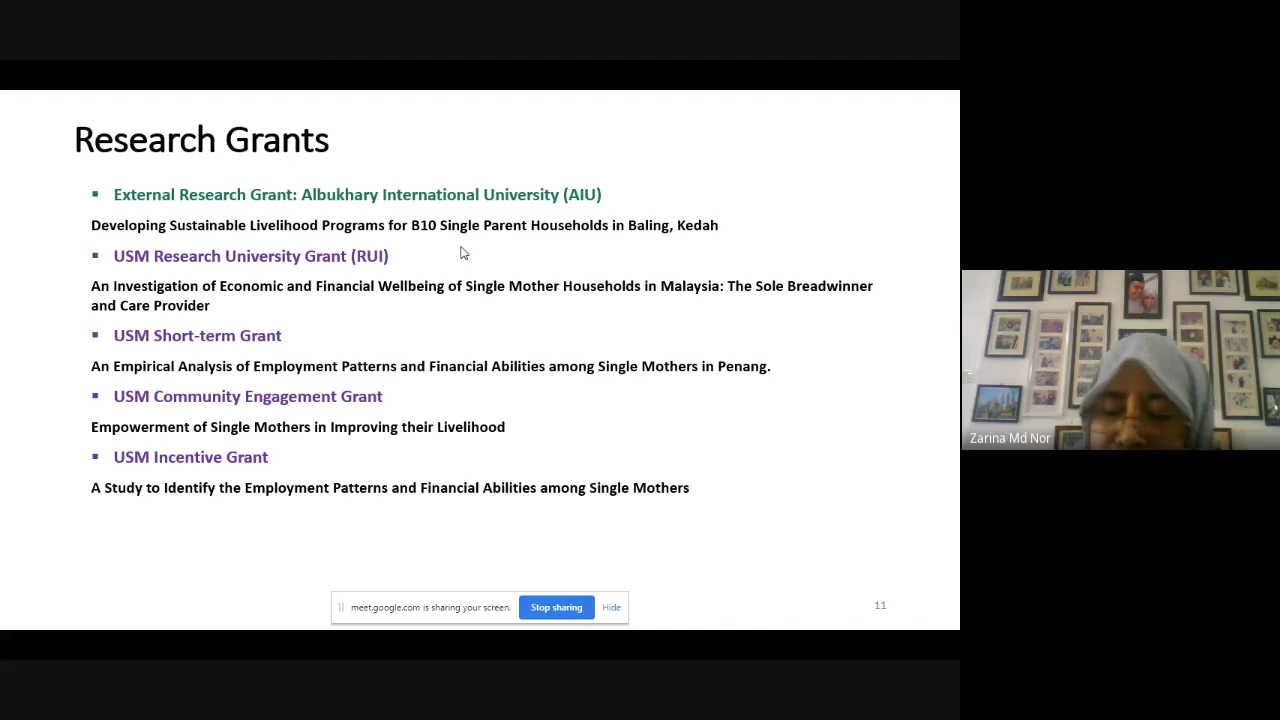 Research Grants
▪ External Research Grant: Albukhary International University (AIU)
Developing Sustainable Livelihood Programs for B10 Single Parent Households in Baling, Kedah
▪ USM Research University Grant (RUI)
An Investigation of Economic and Financial Wellbeing of Single Mother Households in Malaysia: The Sole Breadwinner
and Care Provider
▪ USM Short-term Grant
An Empirical Analysis of Employment Patterns and Financial Abilities among Single Mothers in Penang.
▪ USM Community Engagement Grant
Empowerment of Single Mothers in Improving their Livelihood
▪ USM Incentive Grant
A Study to Identify the Employment Patterns and Financial Abilities among Single Mothers
meet.google.com is sharing your screen. Stop sharing Hide
11
Zarina Md Nor